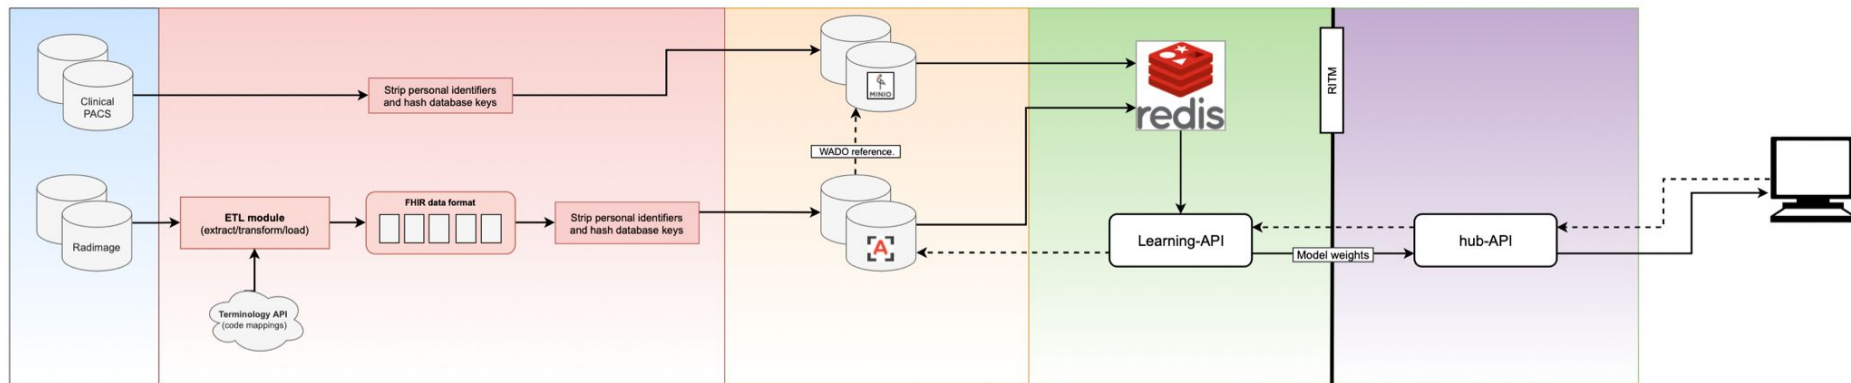 Clinical
PACS
Strip personal identifiers
and hash database keys
MINIO
redis
RITM
WADO reference.
Radimage
ETL module
(extract/transform/load)
FHIR data format
Strip personal identifiers
and hash database keys
A
Learning-API
Model weights
hub-API
Terminology API
(code mappings)